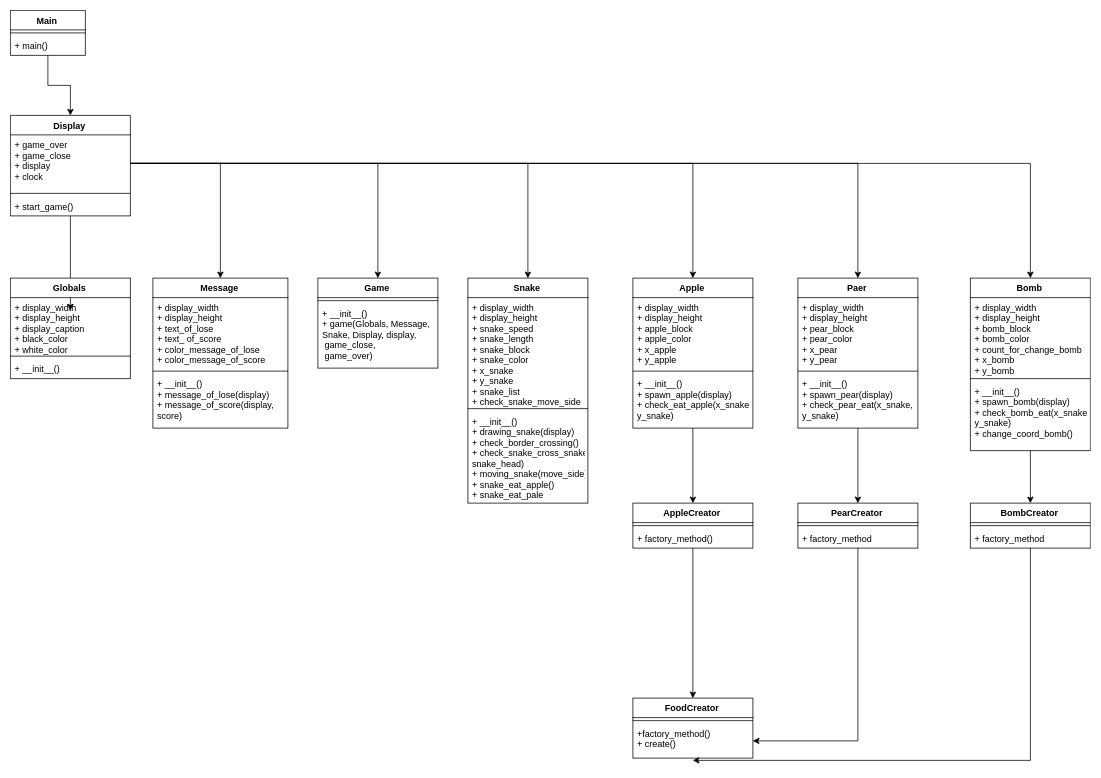 Main
+ main()
Display
+ game_over
+ game_close
+ display
+ clock
+ start_game()
Globals
+ display_width
+ display_height
+ display_caption
+ black_color
+ white_color
+ __init__()
Message
+ display_width
+ display_height
+ text_of_lose
+ text_ of_score
+ color_message_of_lose
+ color_message_of_score
+ __init__()
+ message_of_lose(display)
+ message_of_score(display,
score)
Game
+ __init__()
+ game(Globals, Message,
Snake, Display, display,
game_close,
game_over)
Snake
+ display_width
+ display_height
+ snake_speed
+ snake_length
+ snake_block
+ snake_color
+ x_snake
+ y_snake
+ snake_list
+ check_snake_move_side
+ __init__()
+ drawing_snake(display)
+ check_border_crossing()
+ check_snake_cross_snake
snake_head)
+ moving_snake(move_side
+ snake_eat_apple()
+ snake_eat_pale
Apple
+ display_width
+ display_height
+ apple_block
+ apple_color
+ x_apple
+ y_apple
+ __init__()
+ spawn_apple(display)
+ check_eat_apple(x_snake
y_snake)
Paer
+ display_width
+ display_height
+ pear_block
+ pear_color
+ x_pear
+ y_pear
+ __init__()
+ spawn_pear(display)
+ check_pear_eat(x_snake,
y_snake)
Bomb
+ display_width
+ display_height
+ bomb_block
+ bomb_color
+ count_for_change_bomb
+ x_bomb
+ y_bomb
+ __init__()
+ spawn_bomb(display)
+ check_bomb_eat(x_snake
y_snake)
+ change_coord_bomb()
AppleCreator
+ factory_method()
PearCreator
+ factory_method
BombCreator
+ factory_method
FoodCreator
+factory_method()
+ create()